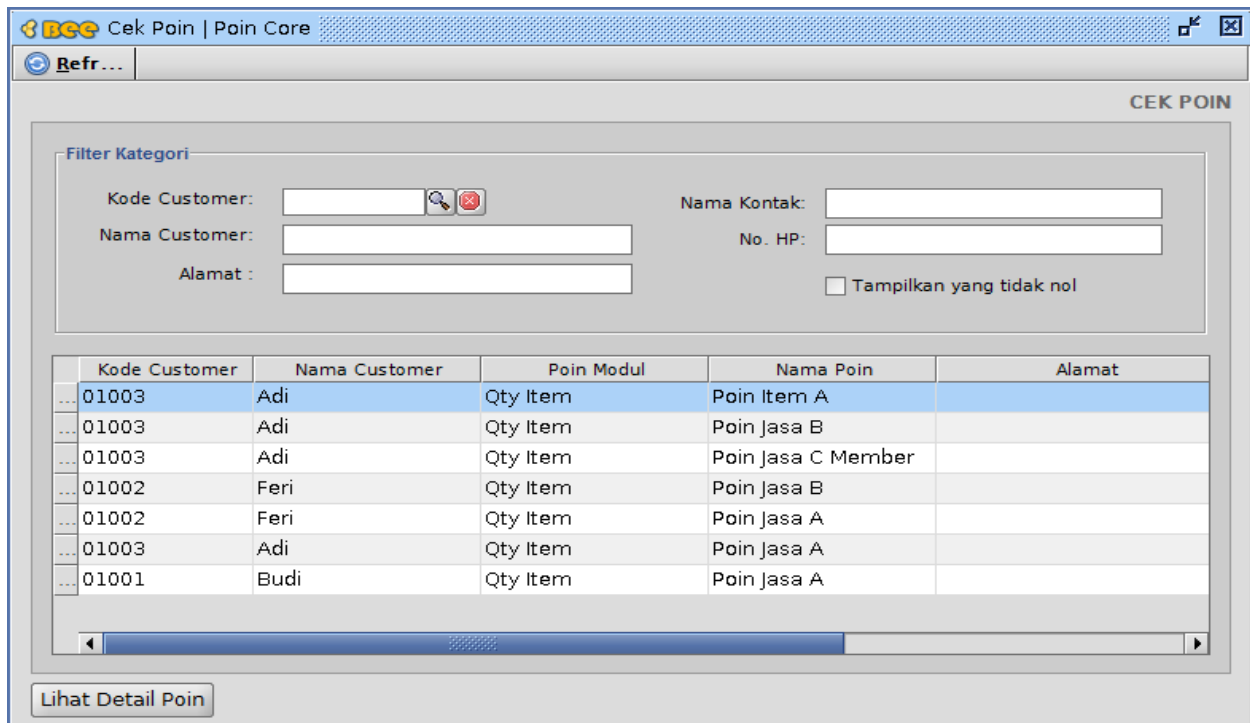 Bee Cek Poin | Poin Core
Refr...
CEK POIN
Filter Kategori
Kode Customer:
Nama Kontak:
Nama Customer:
No. HP:
Alamat :
Tampilkan yang tidak nol
Kode Customer Nama Customer Poin Modul Nama Poin Alamat
... 01003 Adi Qty Item Poin Item A
... 01003 Adi Qty Item Poin Jasa B
... 01003 Adi Qty Item Poin Jasa C Member
... 01002 Feri Qty Item Poin Jasa B
... 01002 Feri Qty Item Poin Jasa A
... 01003 Adi Qty Item Poin Jasa A
... 01001 Budi Qty Item Poin Jasa A
Lihat Detail Poin